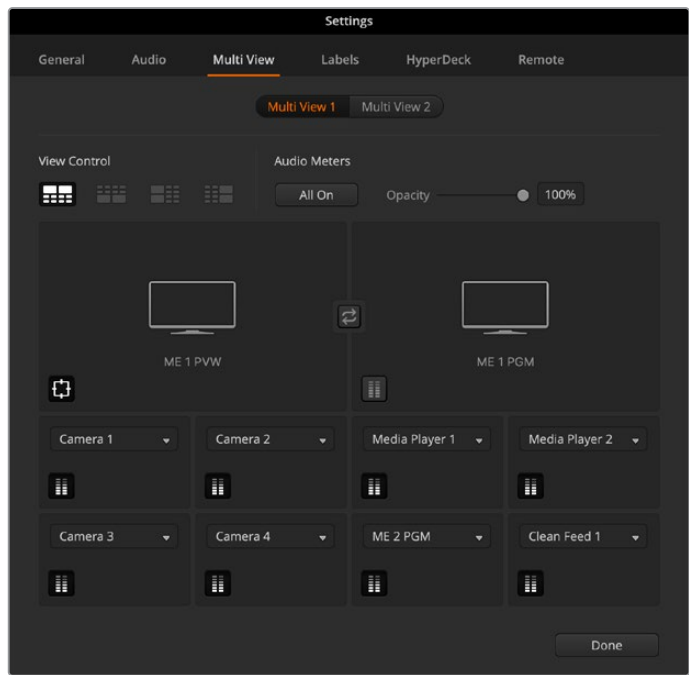 Settings
General Audio Multi View Labels HyperDeck Remote
Multi View 1 Multi View 2
View Control Audio Meters
All On Opacity 100%
ME 1 PVW ME 1 PGM
Camera 1 Camera 2 Media Player 1 Media Player 2
Camera 3 Camera 4 ME 2 PGM Clean Feed 1
Done